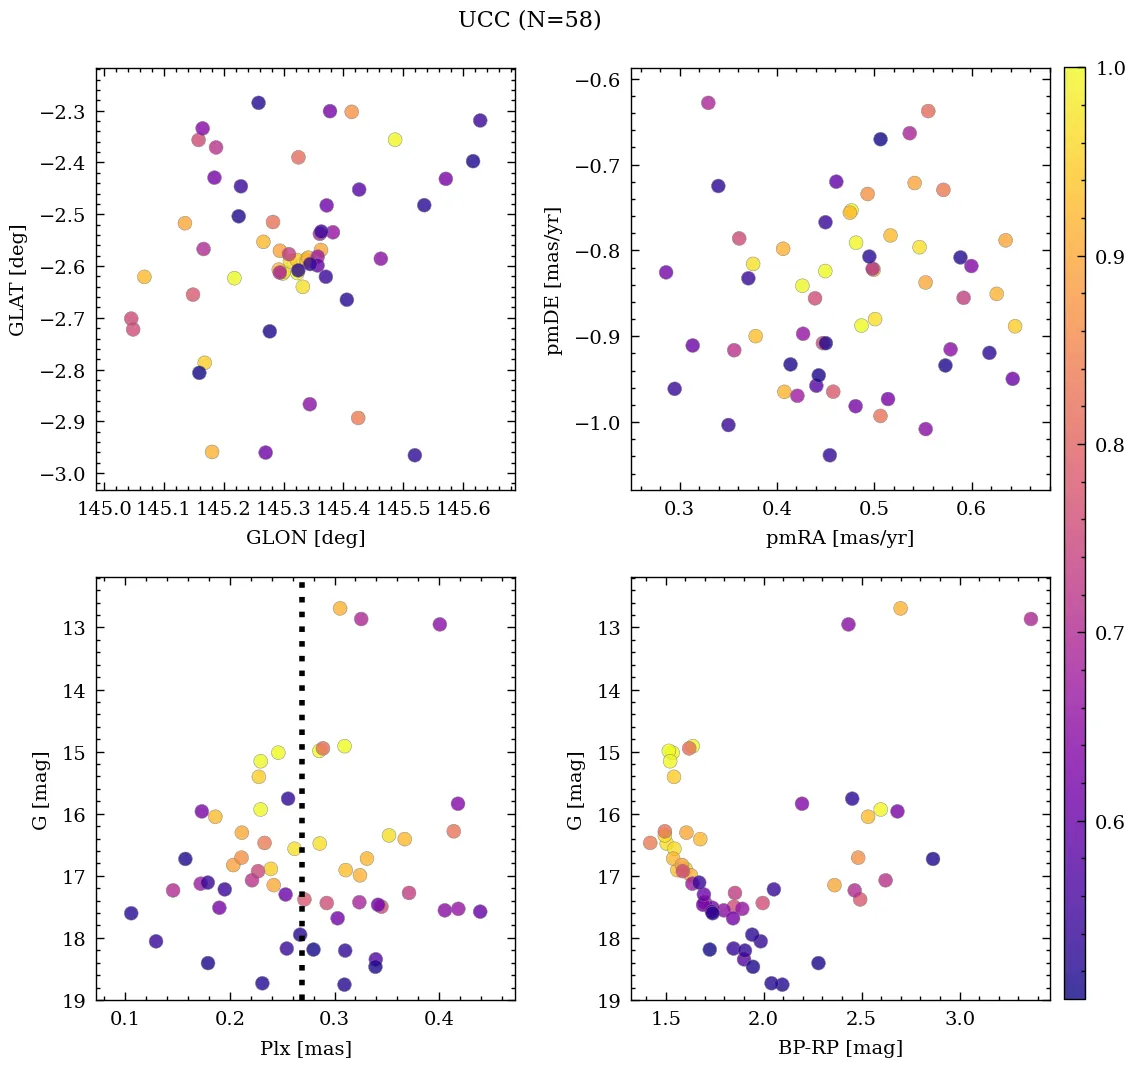 UCC (N=58)
−2.3
−2.4
−2.5
−2.6
−2.7
−2.8
−2.9
−3.0
GLAT [deg]
145.0 145.1 145.2 145.3 145.4 145.5 145.6
GLON [deg]
−0.6
−0.7
−0.8
−0.9
−1.0
pmDE [mas/yr]
0.3 0.4 0.5 0.6
pmRA [mas/yr]
1.0
0.9
0.8
0.7
0.6
13
14
15
16
17
18
19
G [mag]
0.1 0.2 0.3 0.4
Plx [mas]
13
14
15
16
17
18
19
G [mag]
1.5 2.0 2.5 3.0
BP-RP [mag]